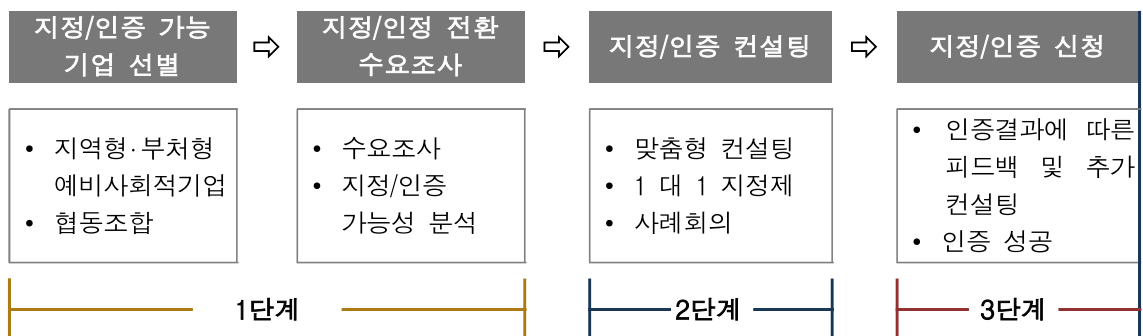 지정/인증 가능
기업 선별
⇨
지정/인정 전환
수요조사
⇨
지정/인증 컨설팅
⇨
지정/인증 신청
• 지역형·부처형
예비사회적기업
• 협동조합
• 수요조사
• 지정/인증
가능성 분석
• 맞춤형 컨설팅
• 1 대 1 지정제
• 사례회의
• 인증결과에 따른
피드백 및 추가
컨설팅
• 인증 성공
1단계
2단계
3단계